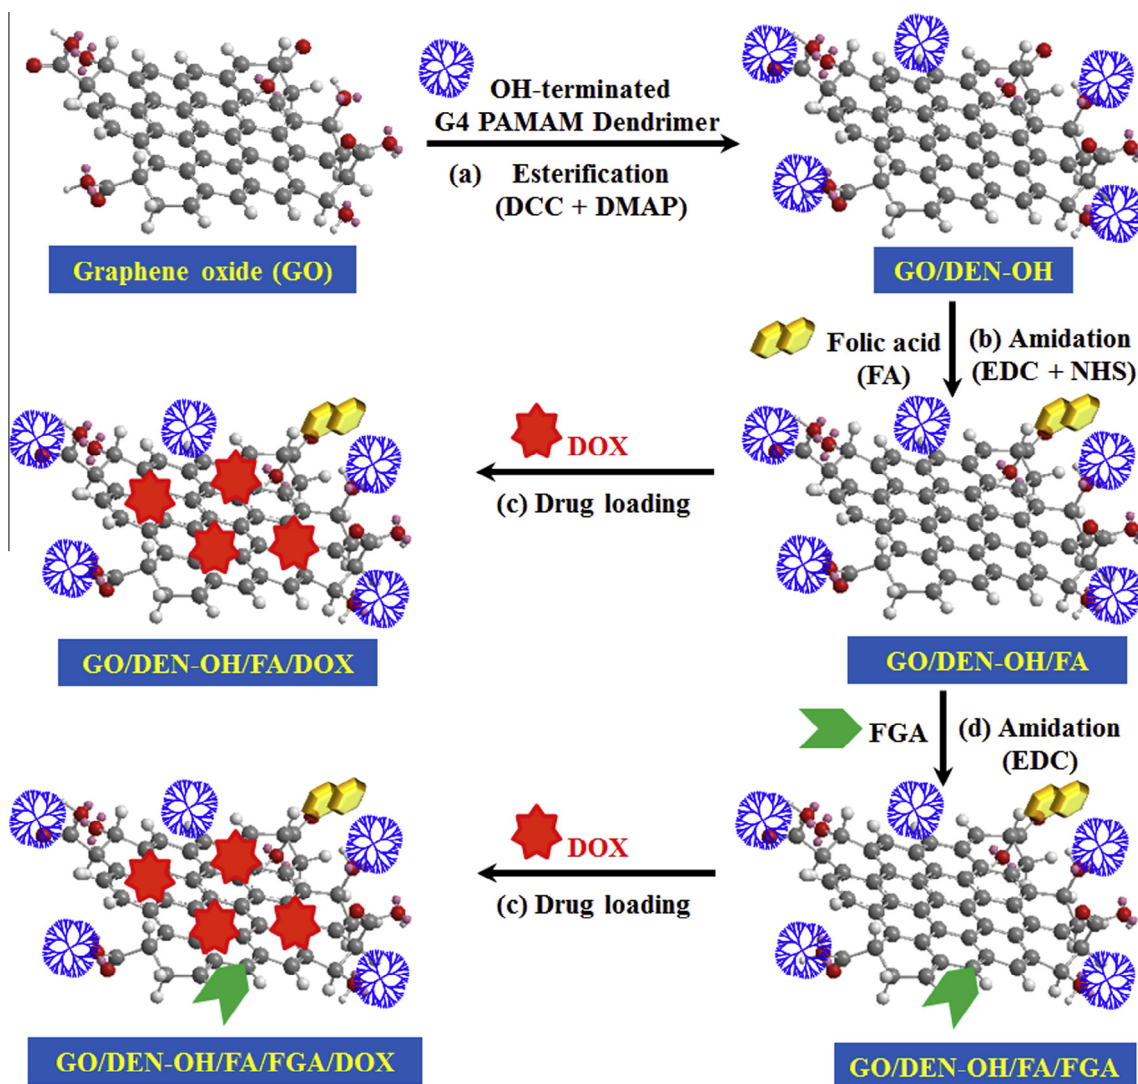 OH-terminated
G4 PAMAM Dendrimer
(a) Esterification
(DCC + DMAP)
Graphene oxide (GO)
GO/DEN-OH
Folic acid
(FA)
(b) Amidation
(EDC + NHS)
DOX
(c) Drug loading
GO/DEN-OH/FA/DOX
GO/DEN-OH/FA
FGA
(d) Amidation
(EDC)
DOX
(c) Drug loading
GO/DEN-OH/FA/FGA/DOX
GO/DEN-OH/FA/FGA